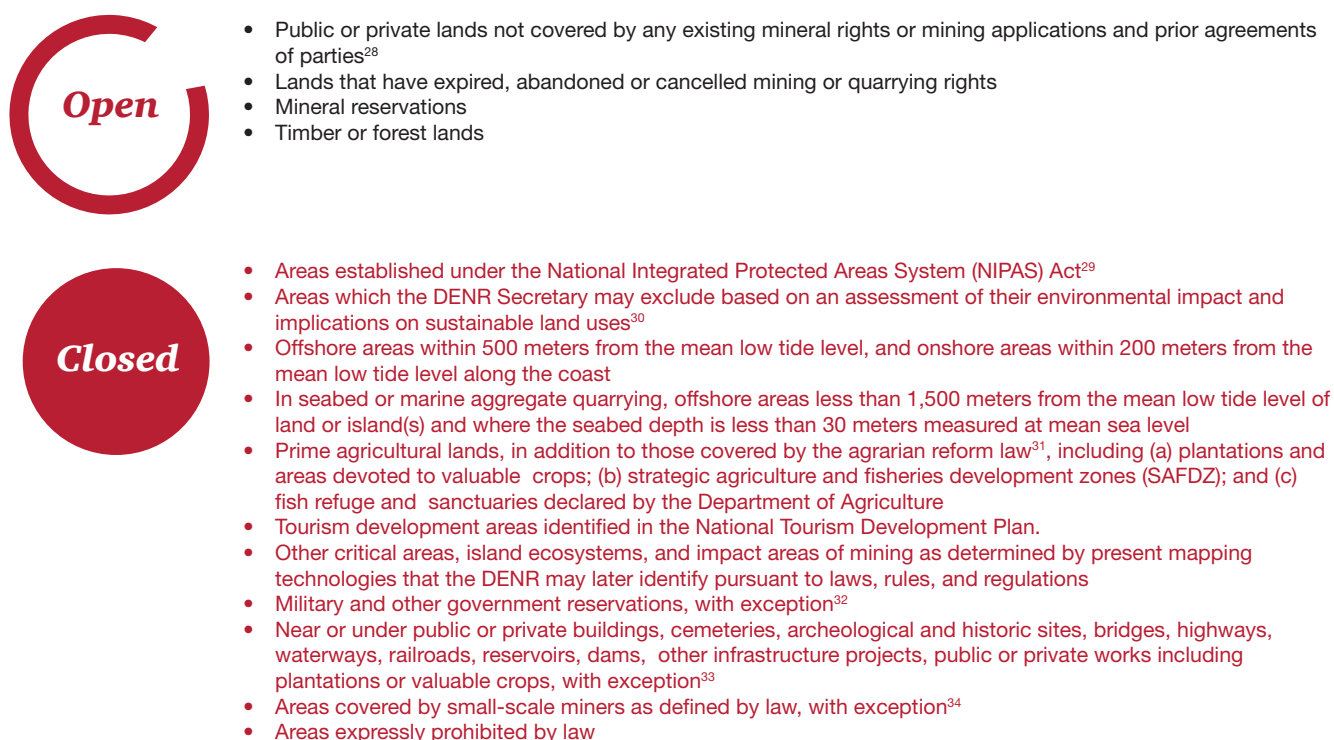 Open
• Public or private lands not covered by any existing mineral rights or mining applications and prior agreements
of parties28
• Lands that have expired, abandoned or cancelled mining or quarrying rights
• Mineral reservations
• Timber or forest lands
Closed
• Areas established under the National Integrated Protected Areas System (NIPAS) Act29
• Areas which the DENR Secretary may exclude based on an assessment of their environmental impact and
implications on sustainable land uses30
• Offshore areas within 500 meters from the mean low tide level, and onshore areas within 200 meters from the
mean low tide level along the coast
• In seabed or marine aggregate quarrying, offshore areas less than 1,500 meters from the mean low tide level of
land or island(s) and where the seabed depth is less than 30 meters measured at mean sea level
• Prime agricultural lands, in addition to those covered by the agrarian reform law31, including (a) plantations and
areas devoted to valuable crops; (b) strategic agriculture and fisheries development zones (SAFDZ); and (c)
fish refuge and sanctuaries declared by the Department of Agriculture
• Tourism development areas identified in the National Tourism Development Plan.
• Other critical areas, island ecosystems, and impact areas of mining as determined by present mapping
technologies that the DENR may later identify pursuant to laws, rules, and regulations
• Military and other government reservations, with exception32
• Near or under public or private buildings, cemeteries, archeological and historic sites, bridges, highways,
waterways, railroads, reservoirs, dams, other infrastructure projects, public or private works including
plantations or valuable crops, with exception33
• Areas covered by small-scale miners as defined by law, with exception34
• Areas expressly prohibited by law